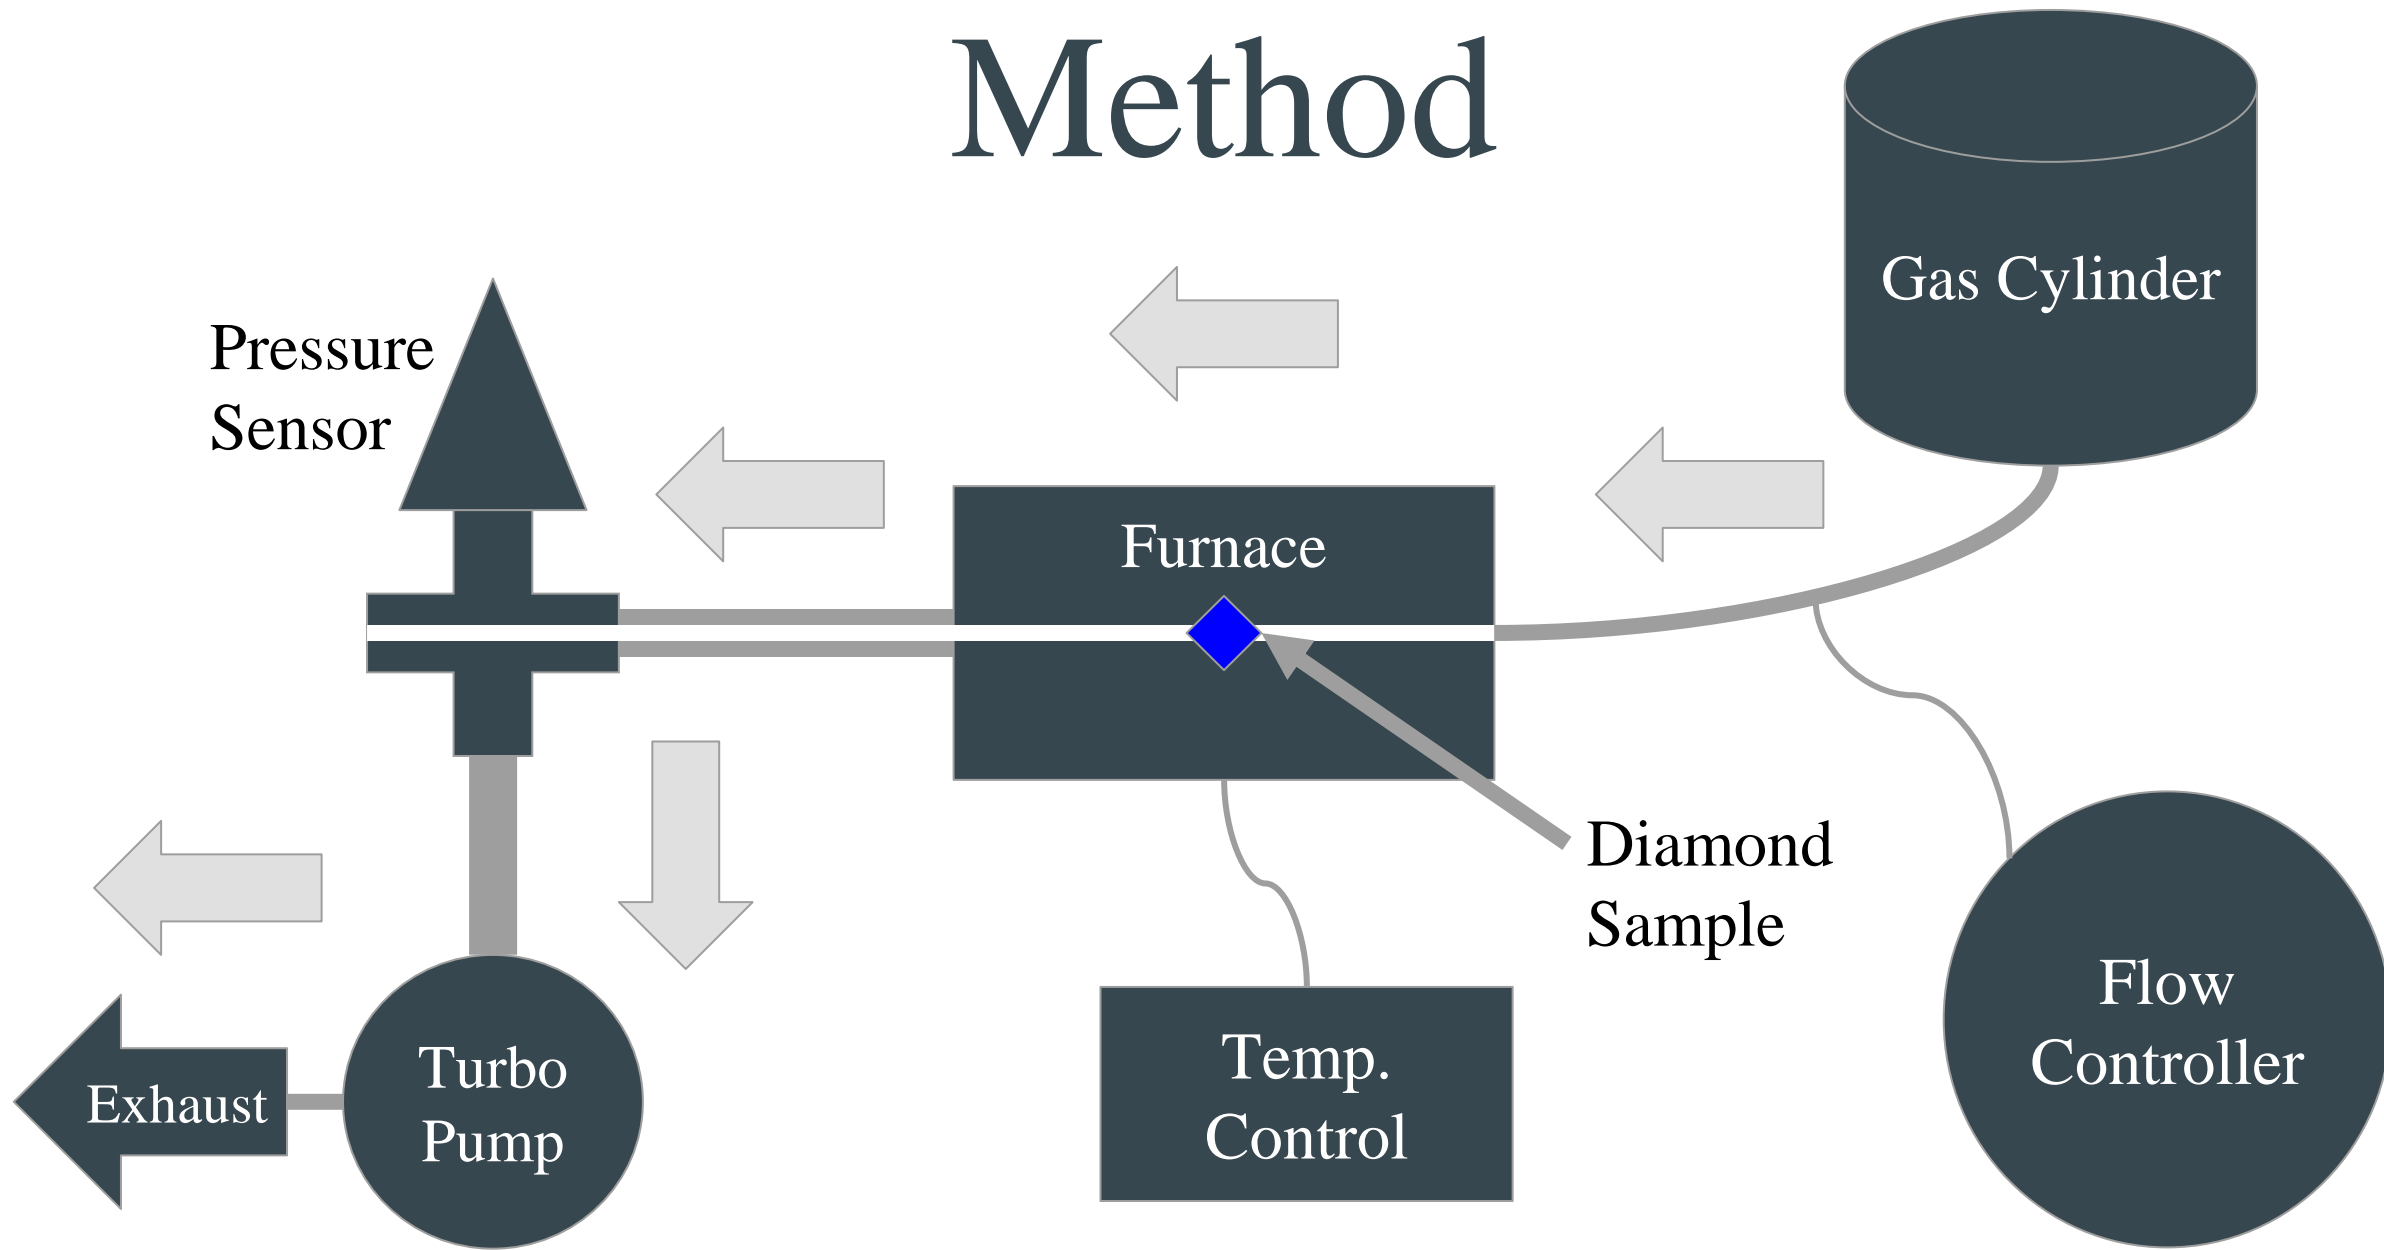 Method
Gas Cylinder
Pressure
Sensor
Furnace
Diamond
Sample
Flow
Controller
Temp.
Control
Turbo
Pump
Exhaust